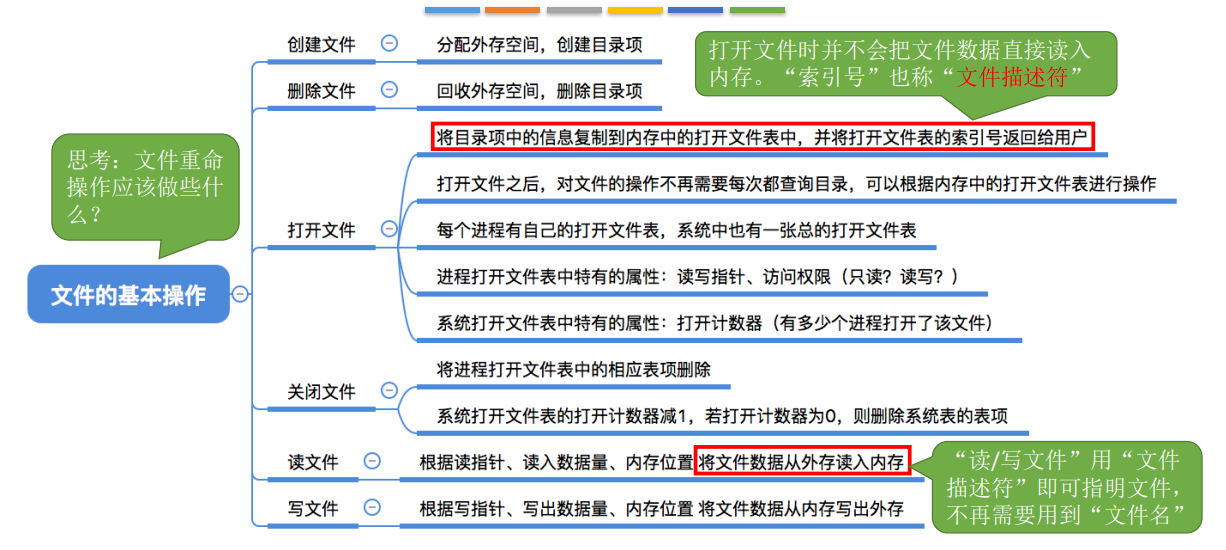 创建文件
分配外存空间，创建目录项
打开文件时并不会把文件数据直接读入
内存。“索引号”也称“文件描述符”
删除文件
回收外存空间，删除目录项
将目录项中的信息复制到内存中的打开文件表中，并将打开文件表的索引号返回给用户
思考：文件重命
操作应该做些什
么？
打开文件之后，对文件的操作不再需要每次都查询目录，可以根据内存中的打开文件表进行操作
打开文件
每个进程有自己的打开文件表，系统中也有一张总的打开文件表
进程打开文件表中特有的属性：读写指针、访问权限（只读？读写？）
文件的基本操作
系统打开文件表中特有的属性：打开计数器（有多少个进程打开了该文件）
关闭文件
将进程打开文件表中的相应表项删除
系统打开文件表的打开计数器减1，若打开计数器为0，则删除系统表的表项
读文件
根据读指针、读入数据量、内存位置 将文件数据从外存读入内存
“读/写文件”用“文件
描述符”即可指明文件，
不再需要用到“文件名”
写文件
根据写指针、写出数据量、内存位置 将文件数据从内存写出外存